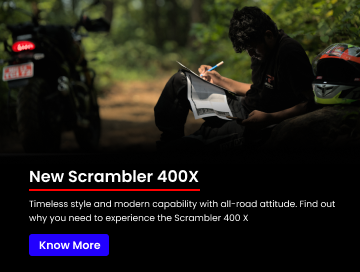 New Scrambler 400X
Timeless style and modern capability with all-road attitude. Find out
why you need to experience the Scrambler 400 X
Know More